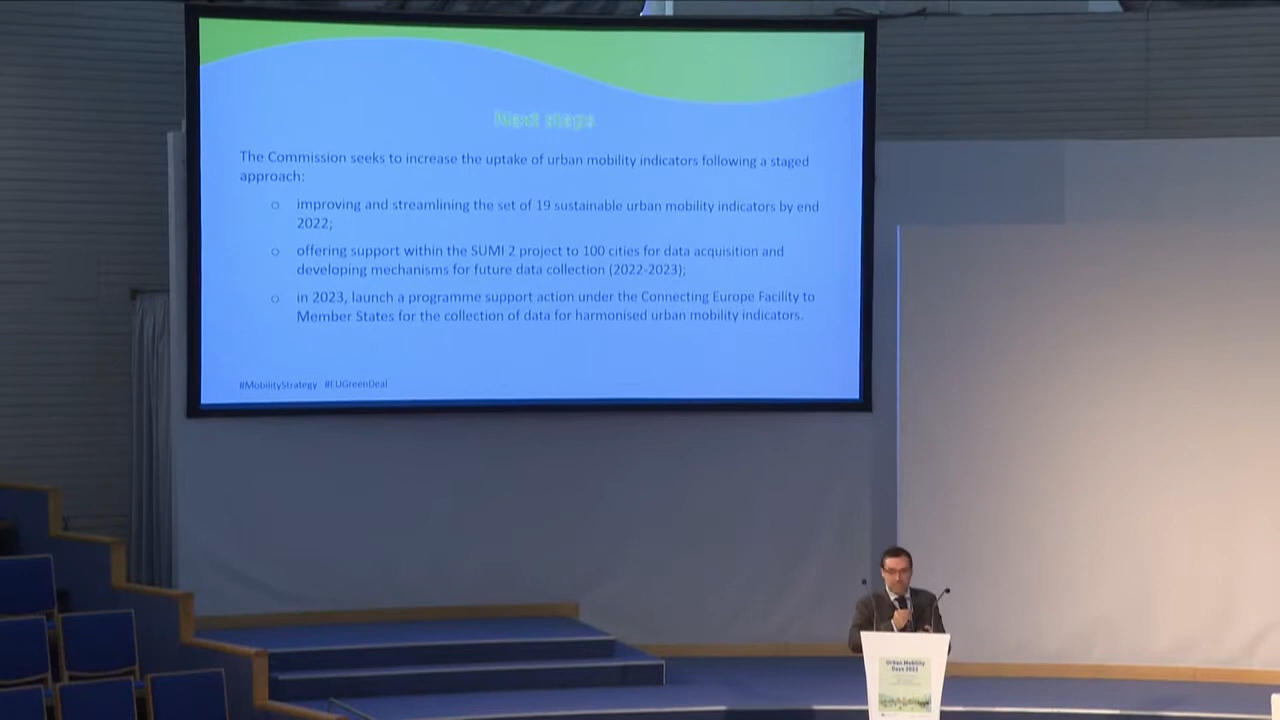 Next steps
The Commission seeks to increase the uptake of urban mobility indicators following a staged
approach:
o improving and streamlining the set of 19 sustainable urban mobility indicators by end
2022;
o offering support within the SUMI 2 project to 100 cities for data acquisition and
developing mechanisms for future data collection (2022-2023);
o in 2023, launch a programme support action under the Connecting Europe Facility to
Member States for the collection of data for harmonised urban mobility indicators.
#MobilityStrategy #EUGreenDeal
Urban Mobility
Days 2022